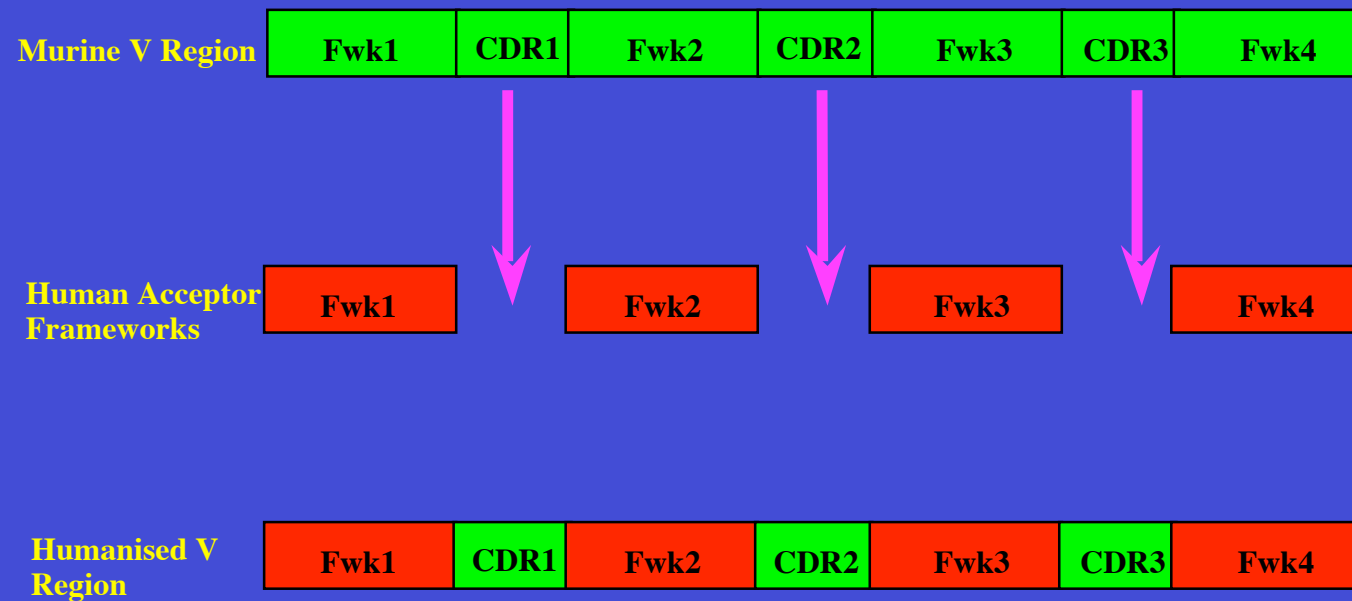 Murine V Region Fwk1 CDR1 Fwk2 CDR2 Fwk3 CDR3 Fwk4
Human Acceptor
Frameworks
Fwk1 Fwk2 Fwk3 Fwk4
Humanised V
Region
Fwk1 CDR1 Fwk2 CDR2 Fwk3 CDR3 Fwk4